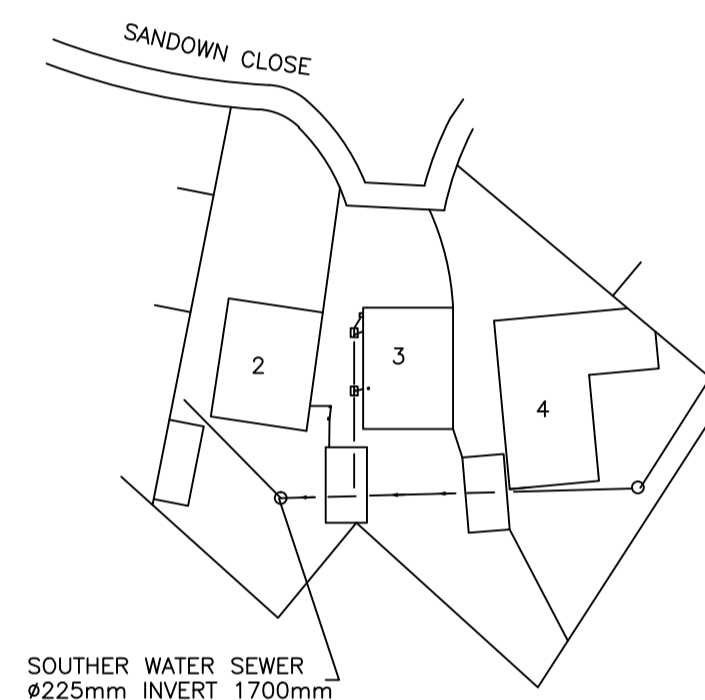 SANDOWN CLOSE
2
3
4
SOUTHER WATER SEWER
Ø225mm INVERT 1700mm